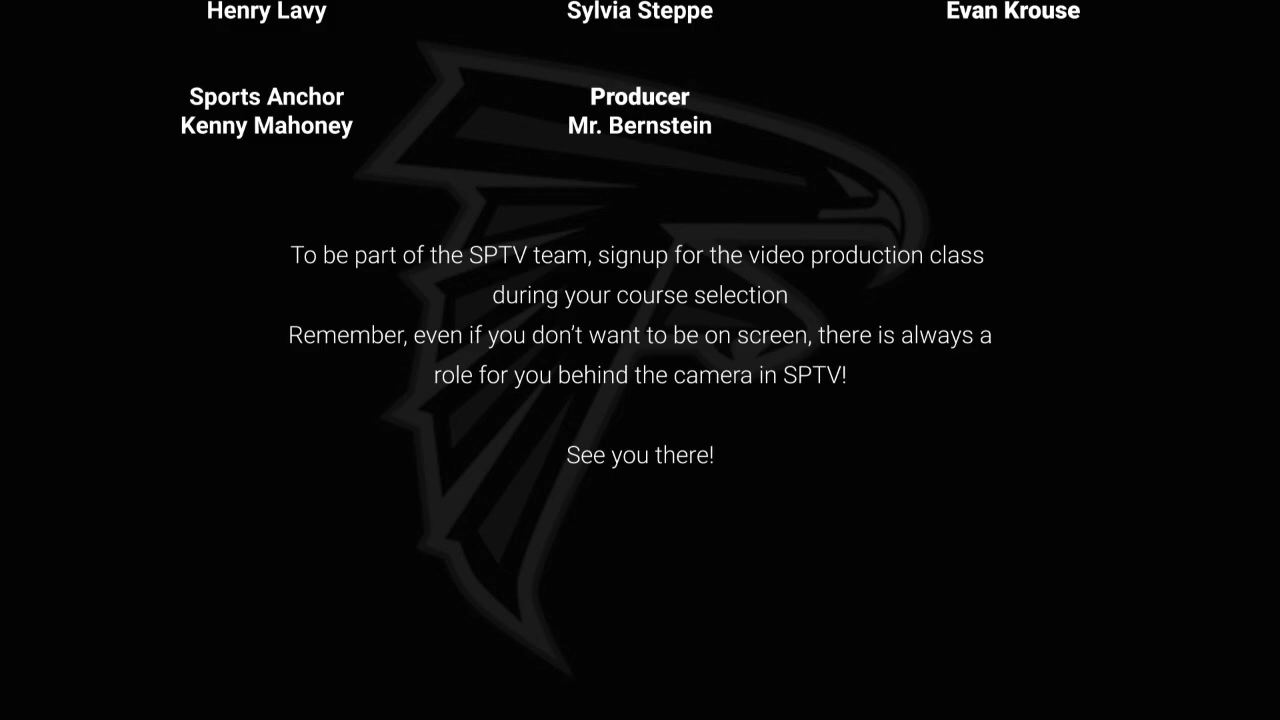 Henry Lavy Sylvia Steppe Evan Krouse
Sports Anchor Producer
Kenny Mahoney Mr. Bernstein
To be part of the SPTV team, signup for the video production class
during your course selection
Remember, even if you don’t want to be on screen, there is always a
role for you behind the camera in SPTV!
See you there!